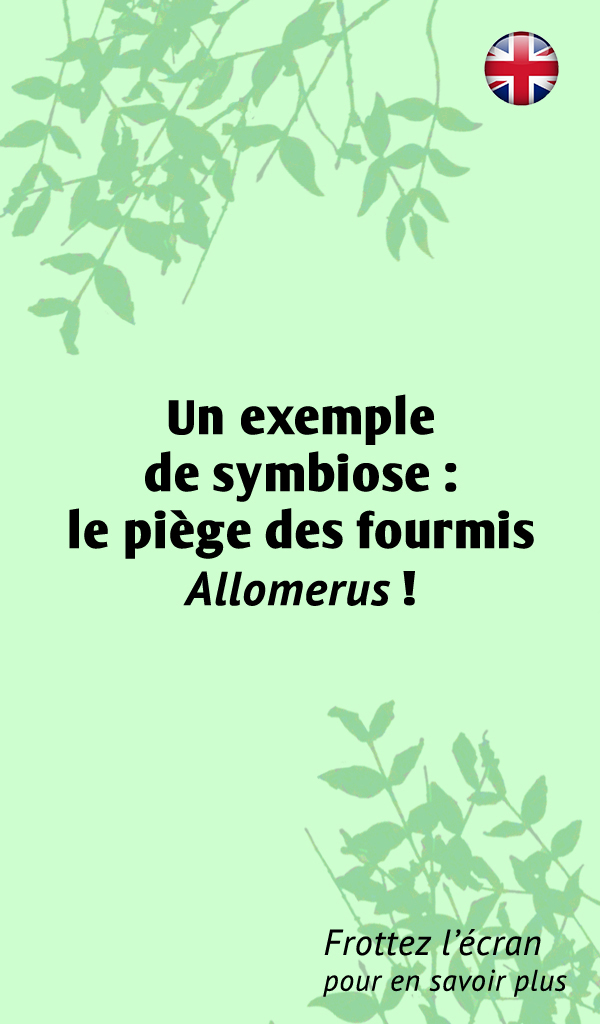 Un exemple
de symbiose :
le piège des fourmis
Allomerus !
Frottez l’écran
pour en savoir plus